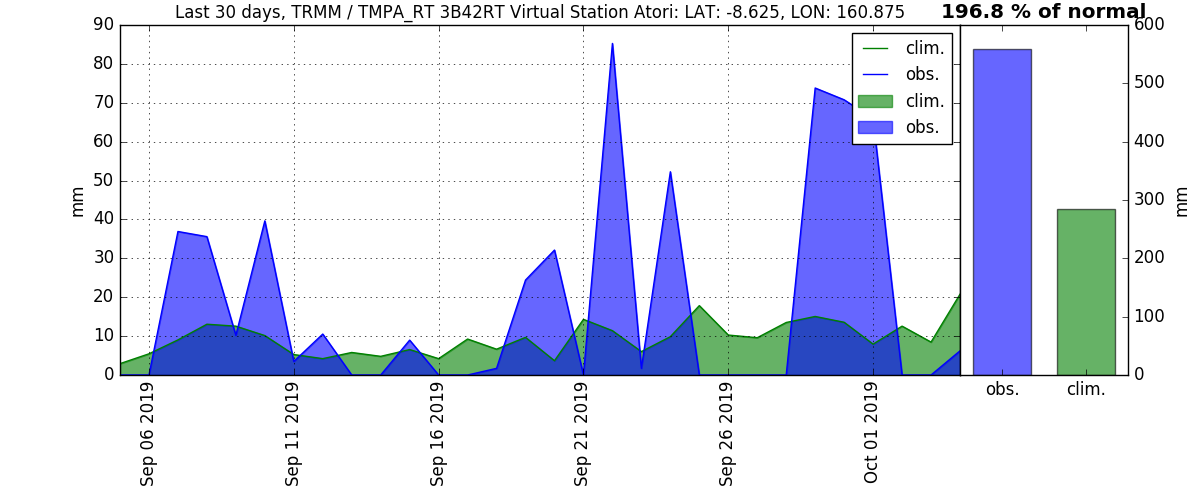 Last 30 days, TRMM / TMPA_RT 3B42RT Virtual Station Atori: LAT: -8.625, LON: 160.875
196.8 % of normal
90
80
70
60
50
40
30
20
10
0
mm
clim.
obs.
clim.
obs.
Sep 06 2019
Sep 11 2019
Sep 16 2019
Sep 21 2019
Sep 26 2019
Oct 01 2019
600
500
400
300
200
100
0
mm
obs.
clim.